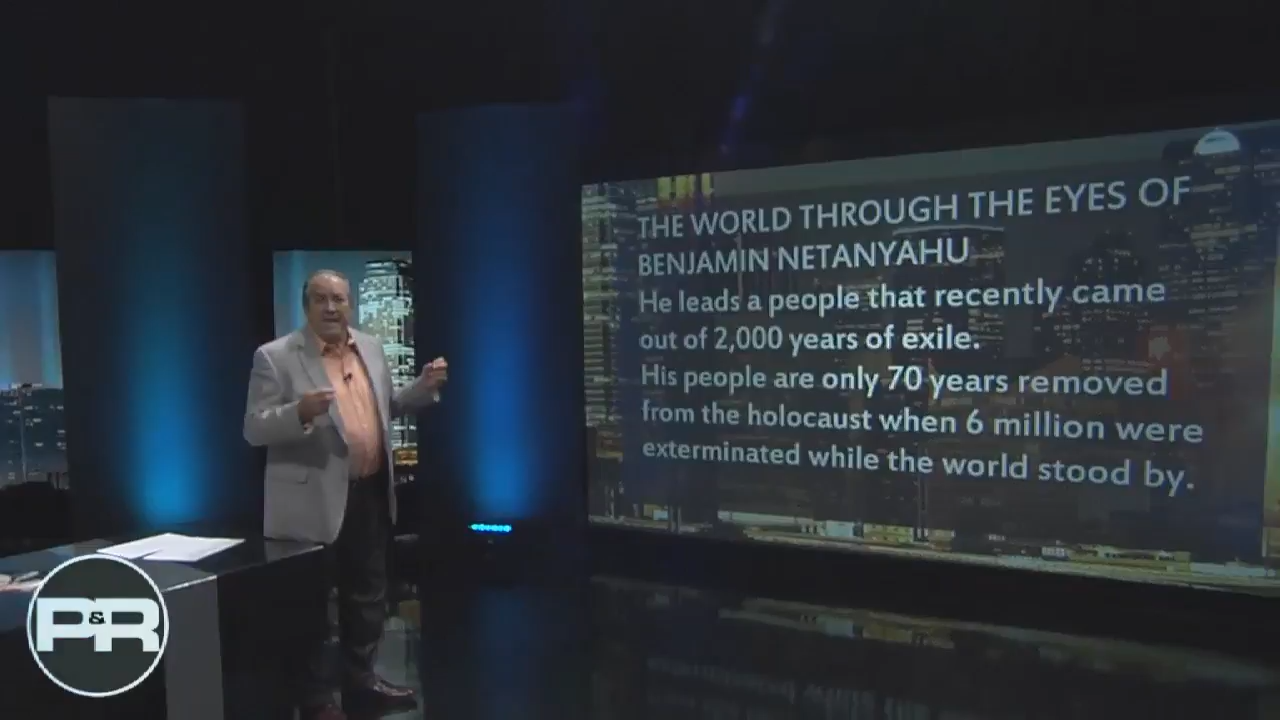 THE WORLD THROUGH THE EYES OF
BENJAMIN NETANYAHU
He leads a people that recently came
out of 2,000 years of exile.
His people are only 70 years removed
from the holocaust when 6 million were
exterminated while the world stood by.
P&R